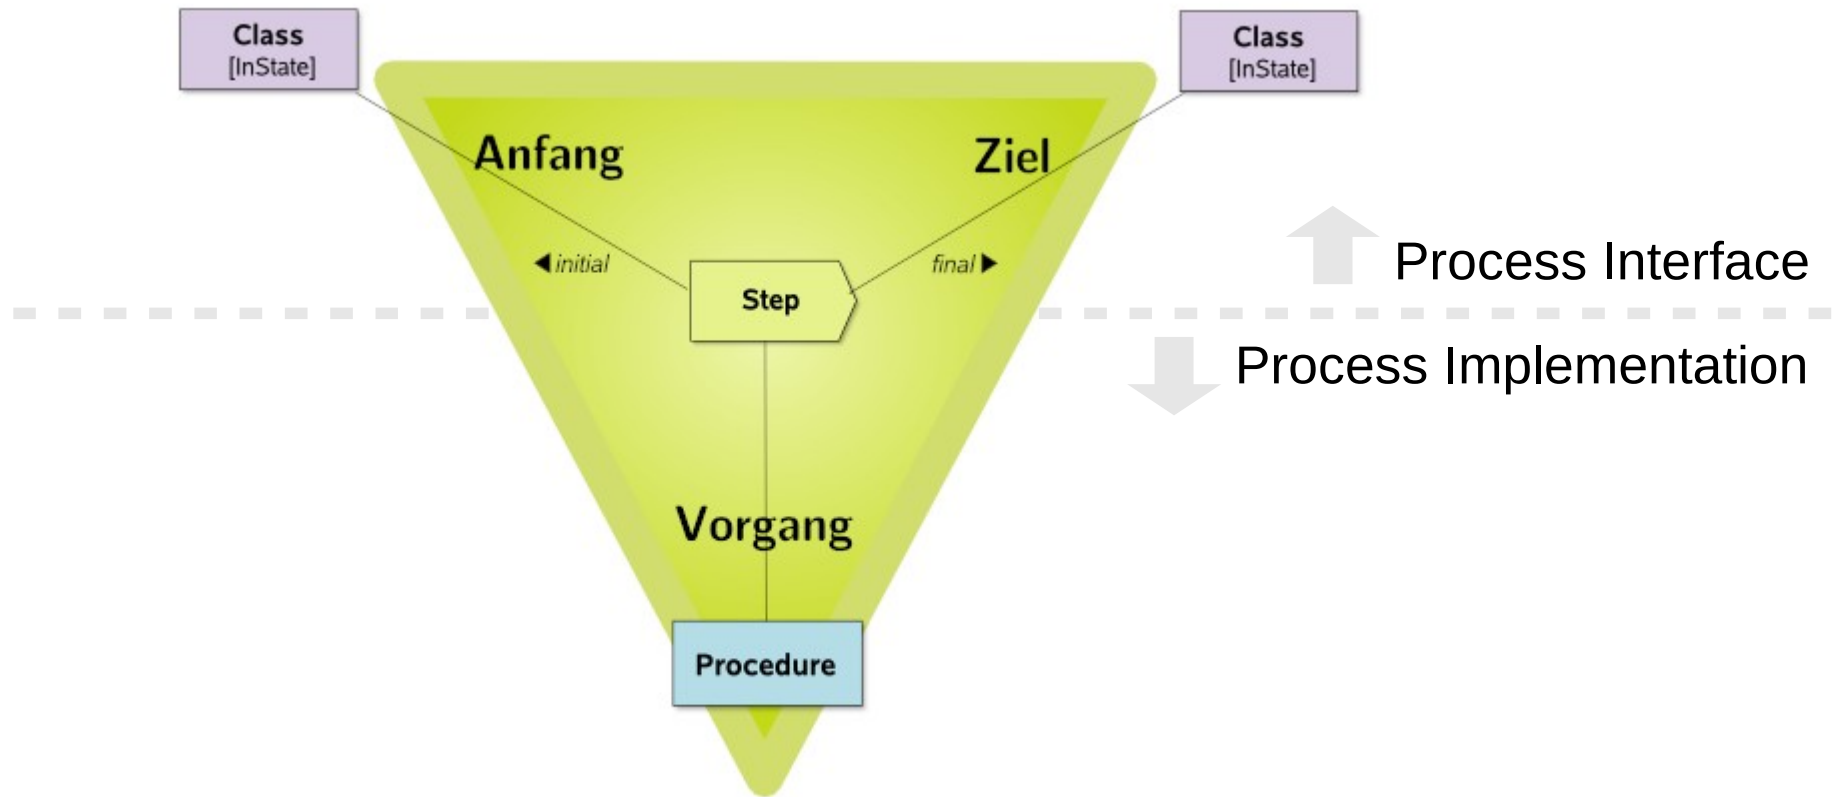 Class
[InState]
Class
[InState]
Anfang
Ziel
initial
final
Process Interface
Step
Process Implementation
Vorgang
Procedure